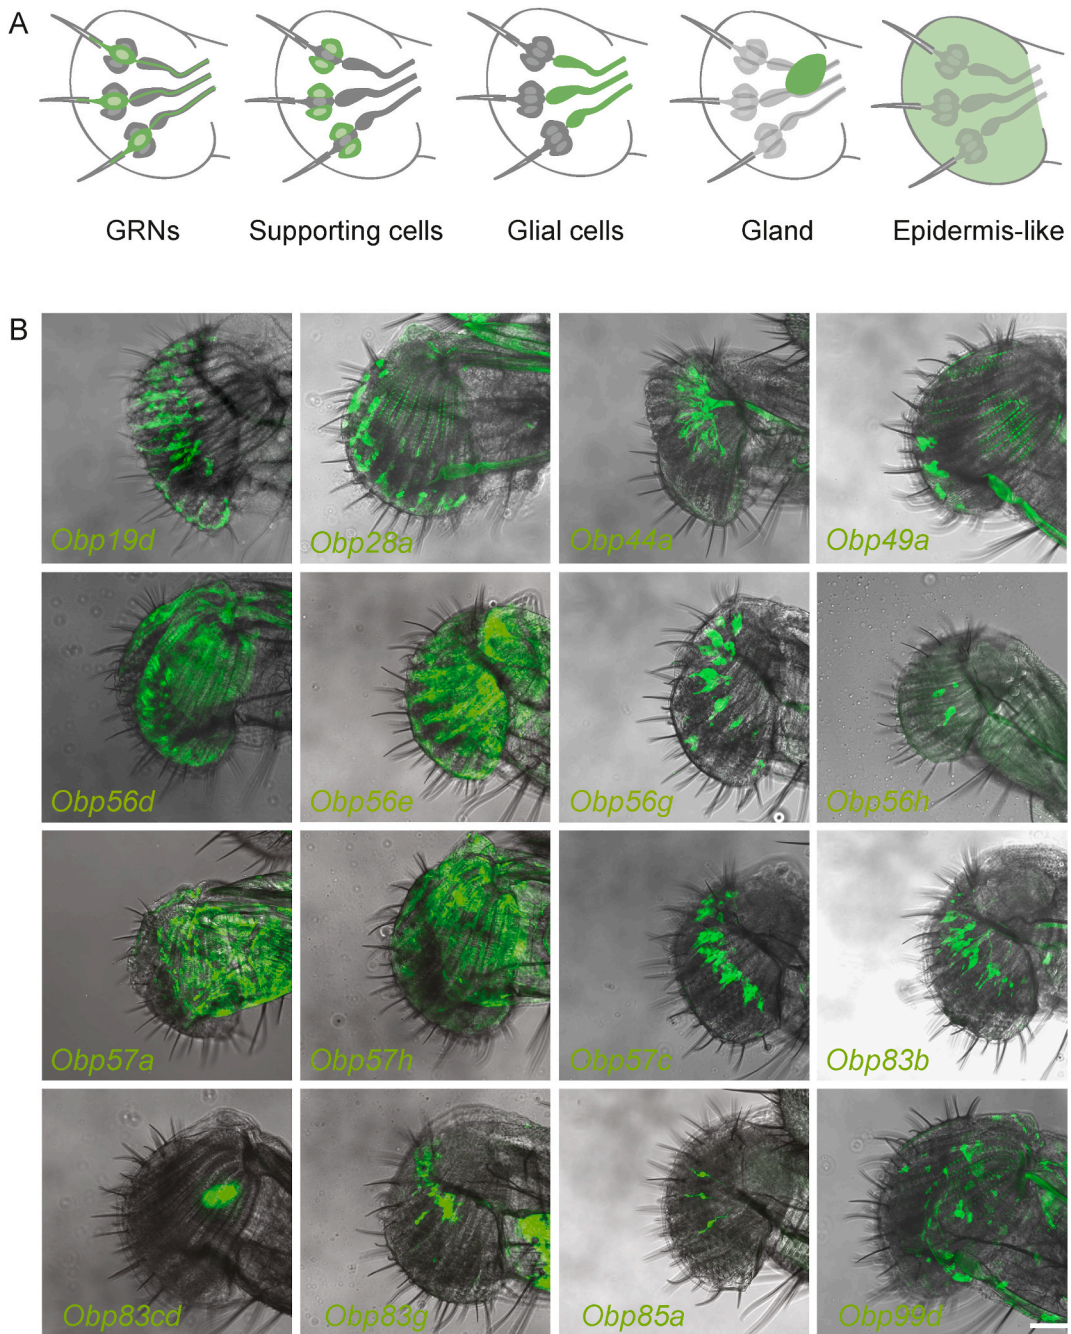 A
GRNs Supporting cells Glial cells Gland Epidermis-like
B
Obp19d Obp28a Obp44a Obp49a
Obp56d Obp56e Obp56g Obp56h
Obp57a Obp57h Obp57c Obp83b
Obp83cd Obp83g Obp85a Obp99d